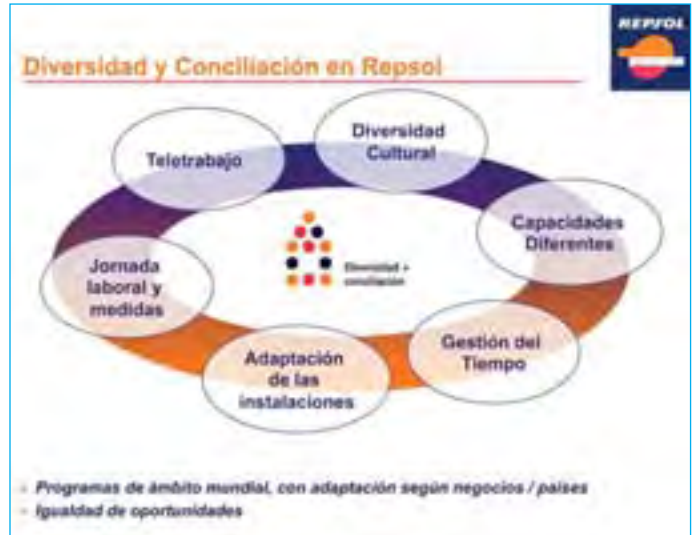 REPSOL
Diversidad y Conciliación en Repsol
Diversidad
Cultural
Teletrabajo
Capacidades
Diferentes
Diversidad +
conciliación
Jornada
laboral y
medidas
Gestión del
Tiempo
Adaptación
de las
instalaciones
- Programas de ámbito mundial, con adaptación según negocios / países
- Igualdad de oportunidades